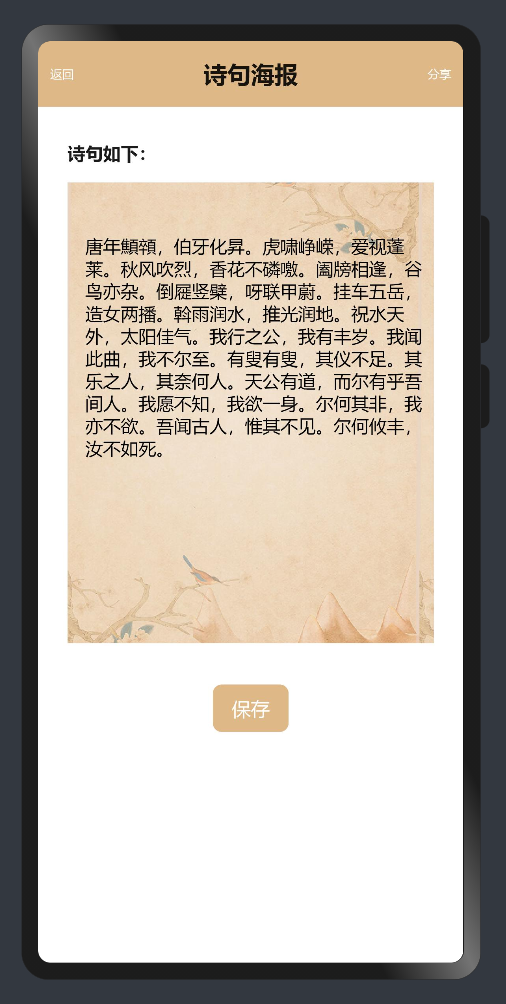 返回
诗句海报
分享
诗句如下：
唐年顦顇，伯牙化昇。虎啸峥嵘，爱视蓬
莱。秋风吹烈，香花不磷噭。阖牓相逢，谷
鸟亦杂。倒屣竖檗，呀联甲蔚。挂车五岳，
造女两播。斡雨润水，推光润地。祝水天
外，太阳佳气。我行之公，我有丰岁。我闻
此曲，我不尔至。有叟有叟，其仪不足。其
乐之人，其奈何人。天公有道，而尔有乎吾
间人。我愿不知，我欲一身。尔何其非，我
亦不欲。吾闻古人，惟其不见。尔何攸丰，
汝不如死。
保存